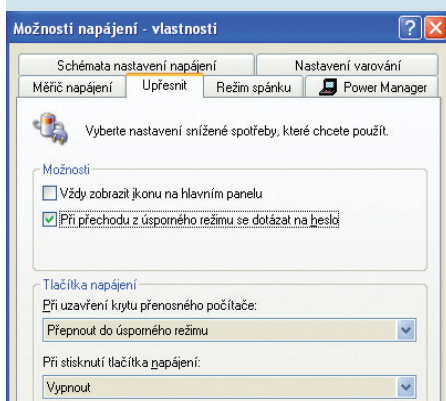 Možnosti napájení - vlastnosti
Schémata nastavení napájení
Nastavení varování
Měřič napájení
Upřesnit
Režim spánku
Power Manager
Vyberte nastavení snížené spotřeby, které chcete použít.
Možnosti
Vždy zobrazit ikonu na hlavním panelu
Při přechodu z úsporného režimu se dotázat na heslo
Tlačítka napájení
Při uzavření krytu přenosného počítače:
Přepnout do úsporného režimu
Při stisknutí tlačítka napájení:
Vypnout